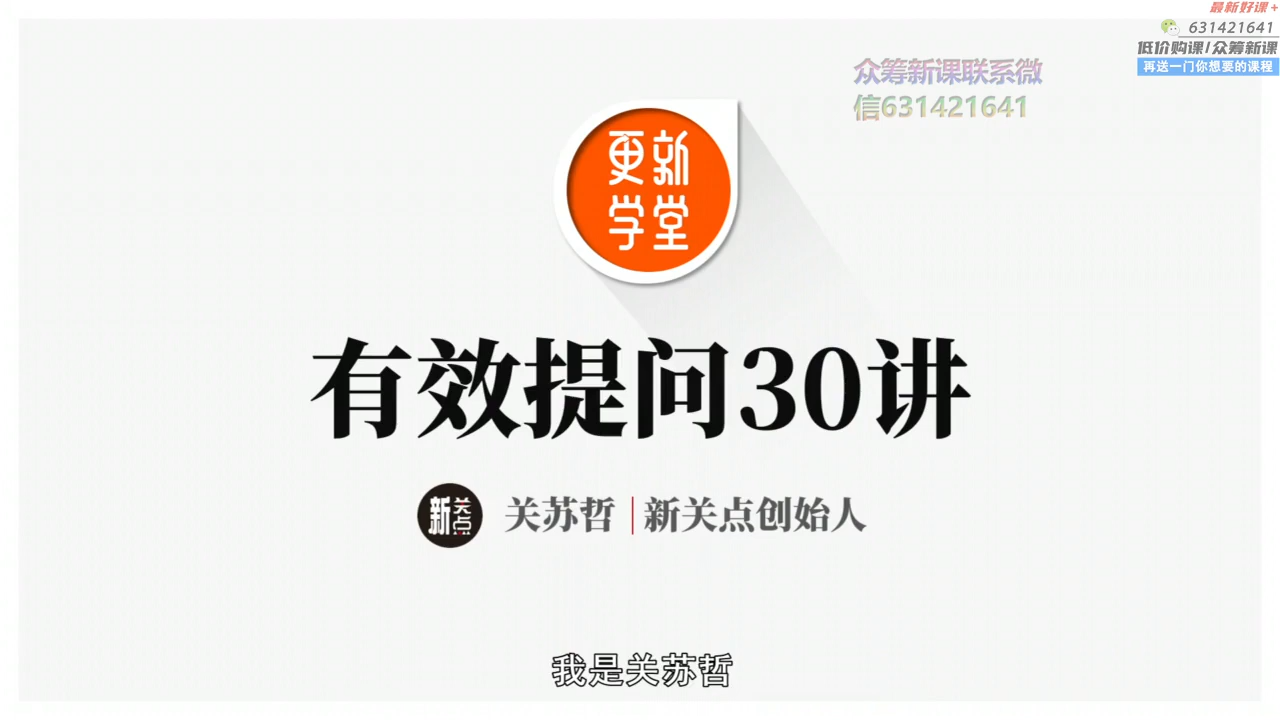 最新好课+
631421641
低价购课/众筹新课
再送一门你想要的课程
众筹新课联系微
信631421641
更新
学堂
有效提问30讲
新关点
关苏哲|新关点创始人
我是关苏哲